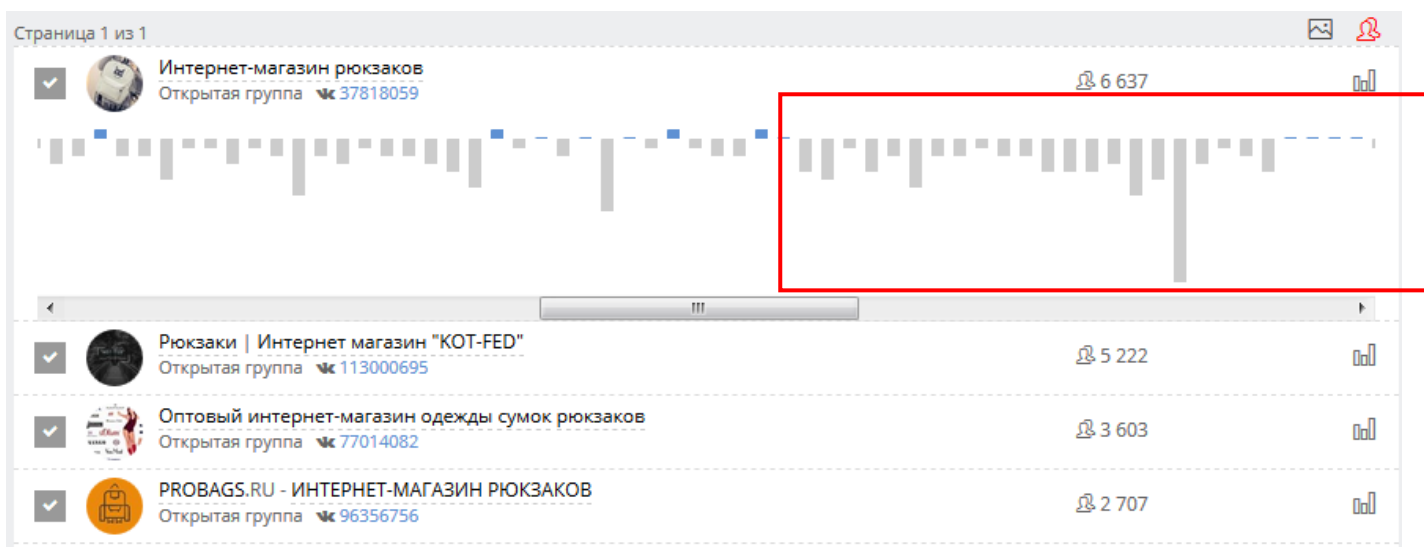 Страница 1 из 1
Интернет-магазин рюкзаков
Открытая группа 37818059
6 637
Рюкзаки | Интернет магазин "KOT-FED"
Открытая группа 113000695
5 222
Оптовый интернет-магазин одежды сумок рюкзаков
Открытая группа 77014082
3 603
PROBAGS.RU - ИНТЕРНЕТ-МАГАЗИН РЮКЗАКОВ
Открытая группа 96356756
2 707